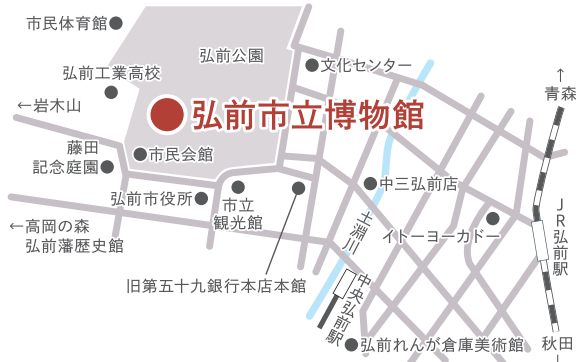 市民体育館
弘前公園
文化センター
弘前工業高校
↑
青森
←岩木山
弘前市立博物館
藤田
記念庭園
市民会館
中三弘前店
弘前市役所
市立
観光館
イトーヨーカドー
JR弘前駅
←高岡の森
弘前藩歴史館
土淵川
旧第五十九銀行本店本館
中央弘前駅
弘前れんが倉庫美術館
秋田
↓